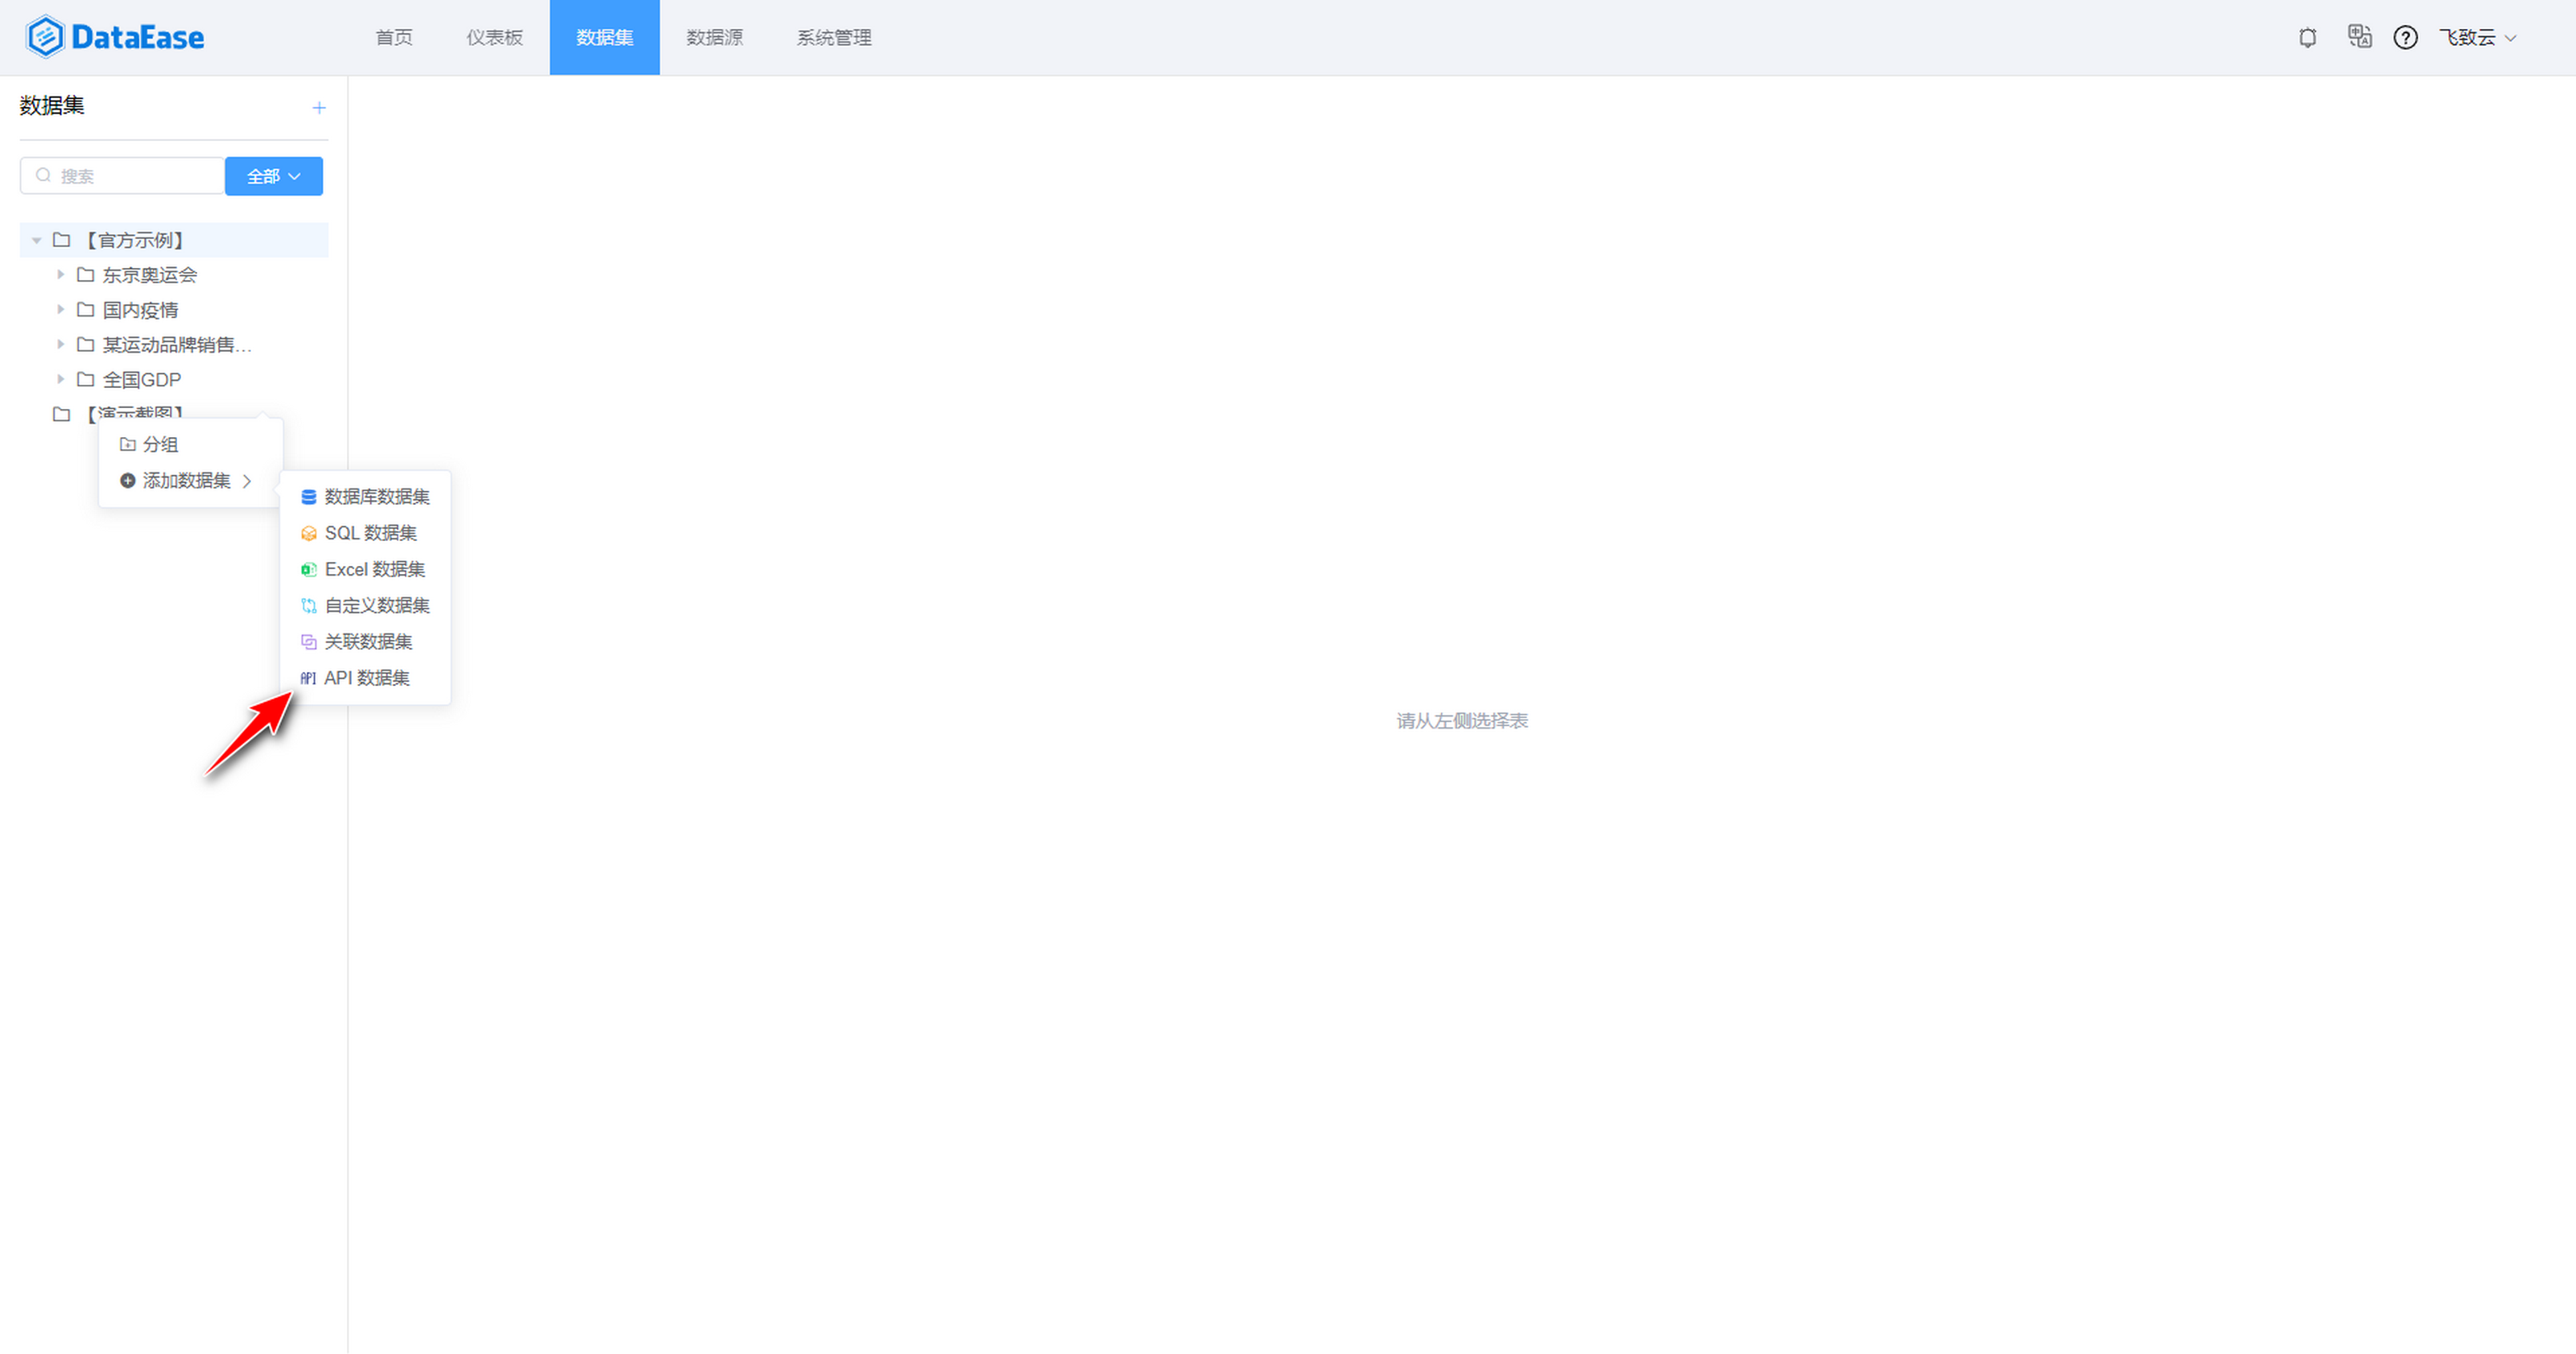 DataEase
首页
仪表板
数据集
数据源
系统管理
飞致云
数据集
搜索
全部
【官方示例】
东京奥运会
国内疫情
某运动品牌销售...
全国GDP
【演示截图】
分组
添加数据集
数据库数据集
SQL 数据集
Excel 数据集
自定义数据集
关联数据集
API API 数据集
请从左侧选择表